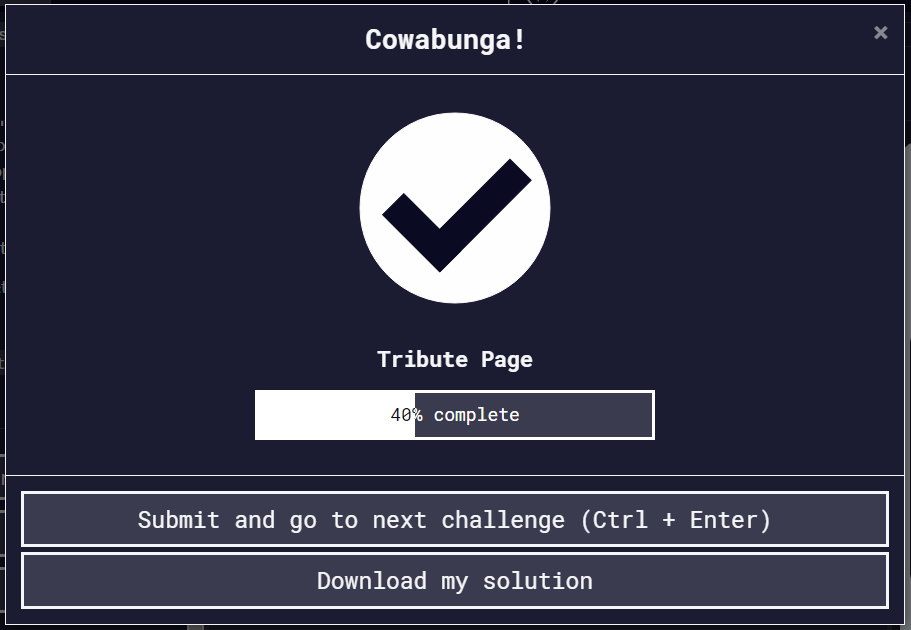 Cowabunga!
×
Tribute Page
40% complete
Submit and go to next challenge (Ctrl + Enter)
Download my solution